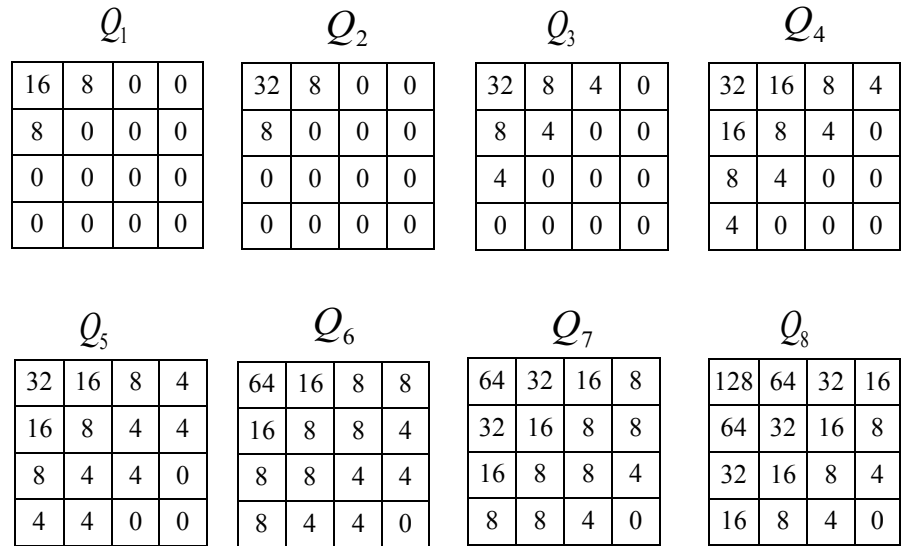 Q₁ Q₂ Q₃ Q₄
16 8 0 0 32 8 0 0 32 8 4 0 32 16 8 4
8 0 0 0 8 0 0 0 8 4 0 0 16 8 4 0
0 0 0 0 0 0 0 0 4 0 0 0 8 4 0 0
0 0 0 0 0 0 0 0 0 0 0 0 4 0 0 0
Q₅ Q₆ Q₇ Q₈
32 16 8 4 64 16 8 8 64 32 16 8 128 64 32 16
16 8 4 4 16 8 8 4 32 16 8 8 64 32 16 8
8 4 4 0 8 8 4 4 16 8 8 4 32 16 8 4
4 4 0 0 8 4 4 0 8 8 4 0 16 8 4 0